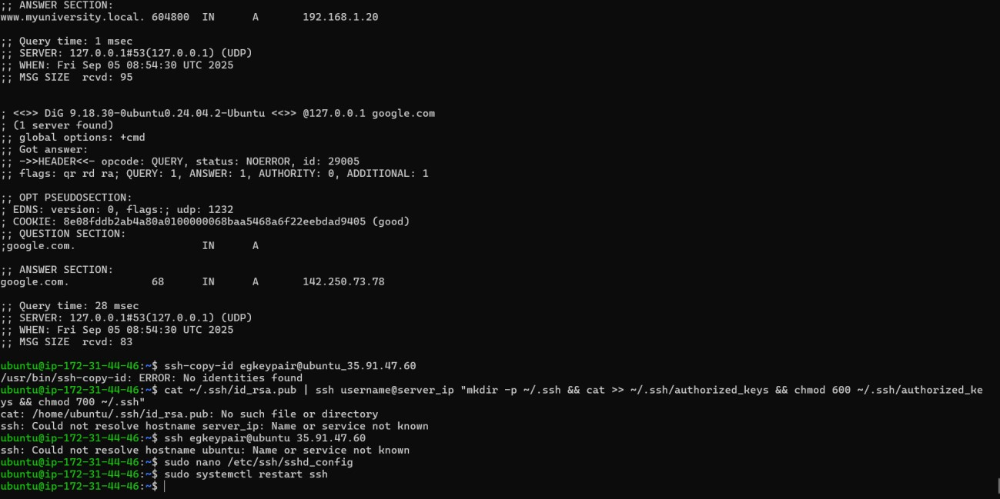 ;; ANSWER SECTION:
www.myuniversity.local. 604800  IN      A       192.168.1.20
;; Query time: 1 msec
;; SERVER: 127.0.0.1#53(127.0.0.1) (UDP)
;; WHEN: Fri Sep 05 08:54:30 UTC 2025
;; MSG SIZE  rcvd: 95
; <<>> DiG 9.18.30-0ubuntu0.24.04.2-Ubuntu <<>> @127.0.0.1 google.com
; (1 server found)
;; global options: +cmd
;; Got answer:
;; ->>HEADER<<- opcode: QUERY, status: NOERROR, id: 29005
;; flags: qr rd ra; QUERY: 1, ANSWER: 1, AUTHORITY: 0, ADDITIONAL: 1
;; OPT PSEUDOSECTION:
; EDNS: version: 0, flags:; udp: 1232
; COOKIE: 8e08fddb2ab4a80a0100000068baa5468a6f22eebdad9405 (good)
;; QUESTION SECTION:
;google.com.                    IN      A
;; ANSWER SECTION:
google.com.             68      IN      A       142.250.73.78
;; Query time: 28 msec
;; SERVER: 127.0.0.1#53(127.0.0.1) (UDP)
;; WHEN: Fri Sep 05 08:54:30 UTC 2025
;; MSG SIZE  rcvd: 83
ubuntu@ip-172-31-44-46:~$ ssh-copy-id egkeypair@ubuntu_35.91.47.60
/usr/bin/ssh-copy-id: ERROR: No identities found
ubuntu@ip-172-31-44-46:~$ cat ~/.ssh/id_rsa.pub | ssh username@server_ip "mkdir -p ~/.ssh && cat >> ~/.ssh/authorized_keys && chmod 600 ~/.ssh/authorized_ke
ys && chmod 700 ~/.ssh"
cat: /home/ubuntu/.ssh/id_rsa.pub: No such file or directory
ssh: Could not resolve hostname server_ip: Name or service not known
ubuntu@ip-172-31-44-46:~$ ssh egkeypair@ubuntu 35.91.47.60
ssh: Could not resolve hostname ubuntu: Name or service not known
ubuntu@ip-172-31-44-46:~$ sudo nano /etc/ssh/sshd_config
ubuntu@ip-172-31-44-46:~$ sudo systemctl restart ssh
ubuntu@ip-172-31-44-46:~$